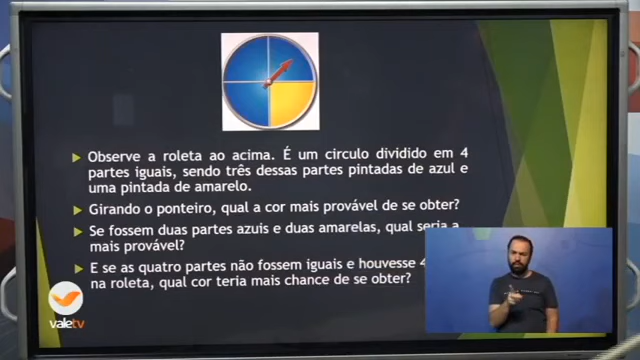 Observe a roleta ao acima. É um circulo dividido em 4
partes iguais, sendo três dessas partes pintadas de azul e
uma pintada de amarelo.
Girando o ponteiro, qual a cor mais provável de se obter?
Se fossem duas partes azuis e duas amarelas, qual seria a
mais provável?
E se as quatro partes não fossem iguais e houvesse 4
na roleta, qual cor teria mais chance de se obter?
valetv